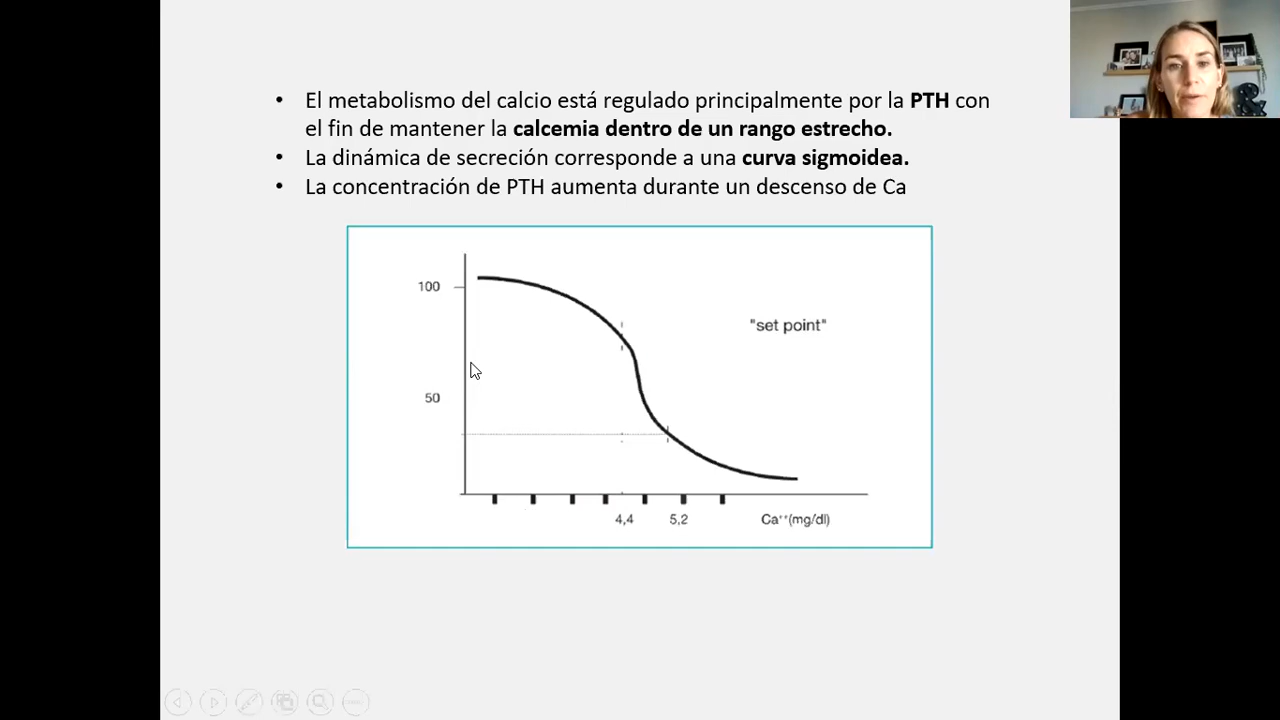 • El metabolismo del calcio está regulado principalmente por la PTH con
el fin de mantener la calcemia dentro de un rango estrecho.
• La dinámica de secreción corresponde a una curva sigmoidea.
• La concentración de PTH aumenta durante un descenso de Ca
100
"set point"
50
4,4 5,2 Ca⁺⁺(mg/dl)
&